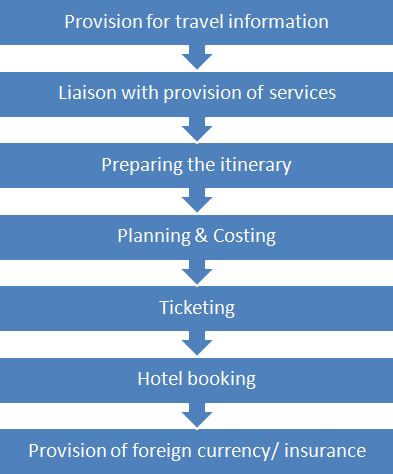 Provision for travel information
Liaison with provision of services
Preparing the itinerary
Planning & Costing
Ticketing
Hotel booking
Provision of foreign currency/ insurance